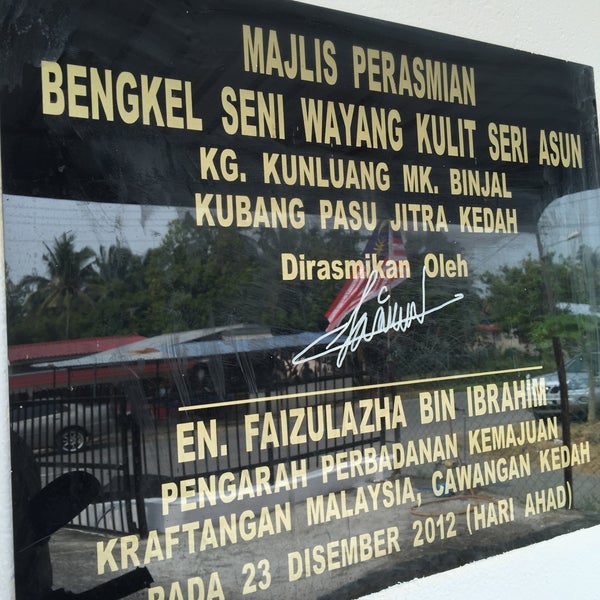 MAJLIS PERASMIAN
BENGKEL SENI WAYANG KULIT SERI ASUN
KG. KUNLUANG MK. BINJAL
KUBANG PASU JITRA KEDAH
Dirasmikan Oleh
EN. FAIZULAZHA BIN IBRAHIM
PENGARAH PERBADANAN KEMAJUAN
KRAFTANGAN MALAYSIA, CAWANGAN KEDAH
PADA 23 DISEMBER 2012 (HARI AHAD)